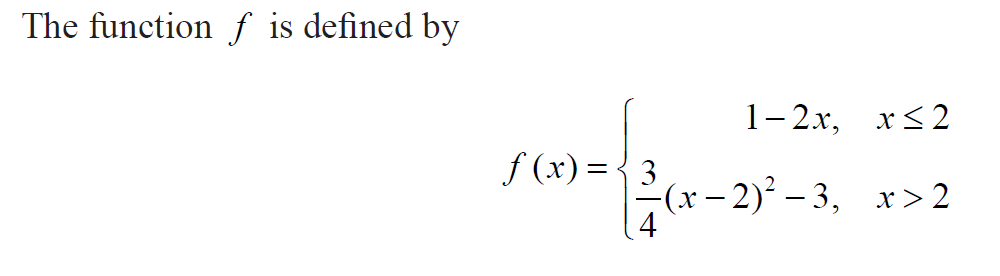 The function f is defined by
1 − 2x, x ≤ 2
f (x) =
3/4 (x − 2)² − 3, x > 2